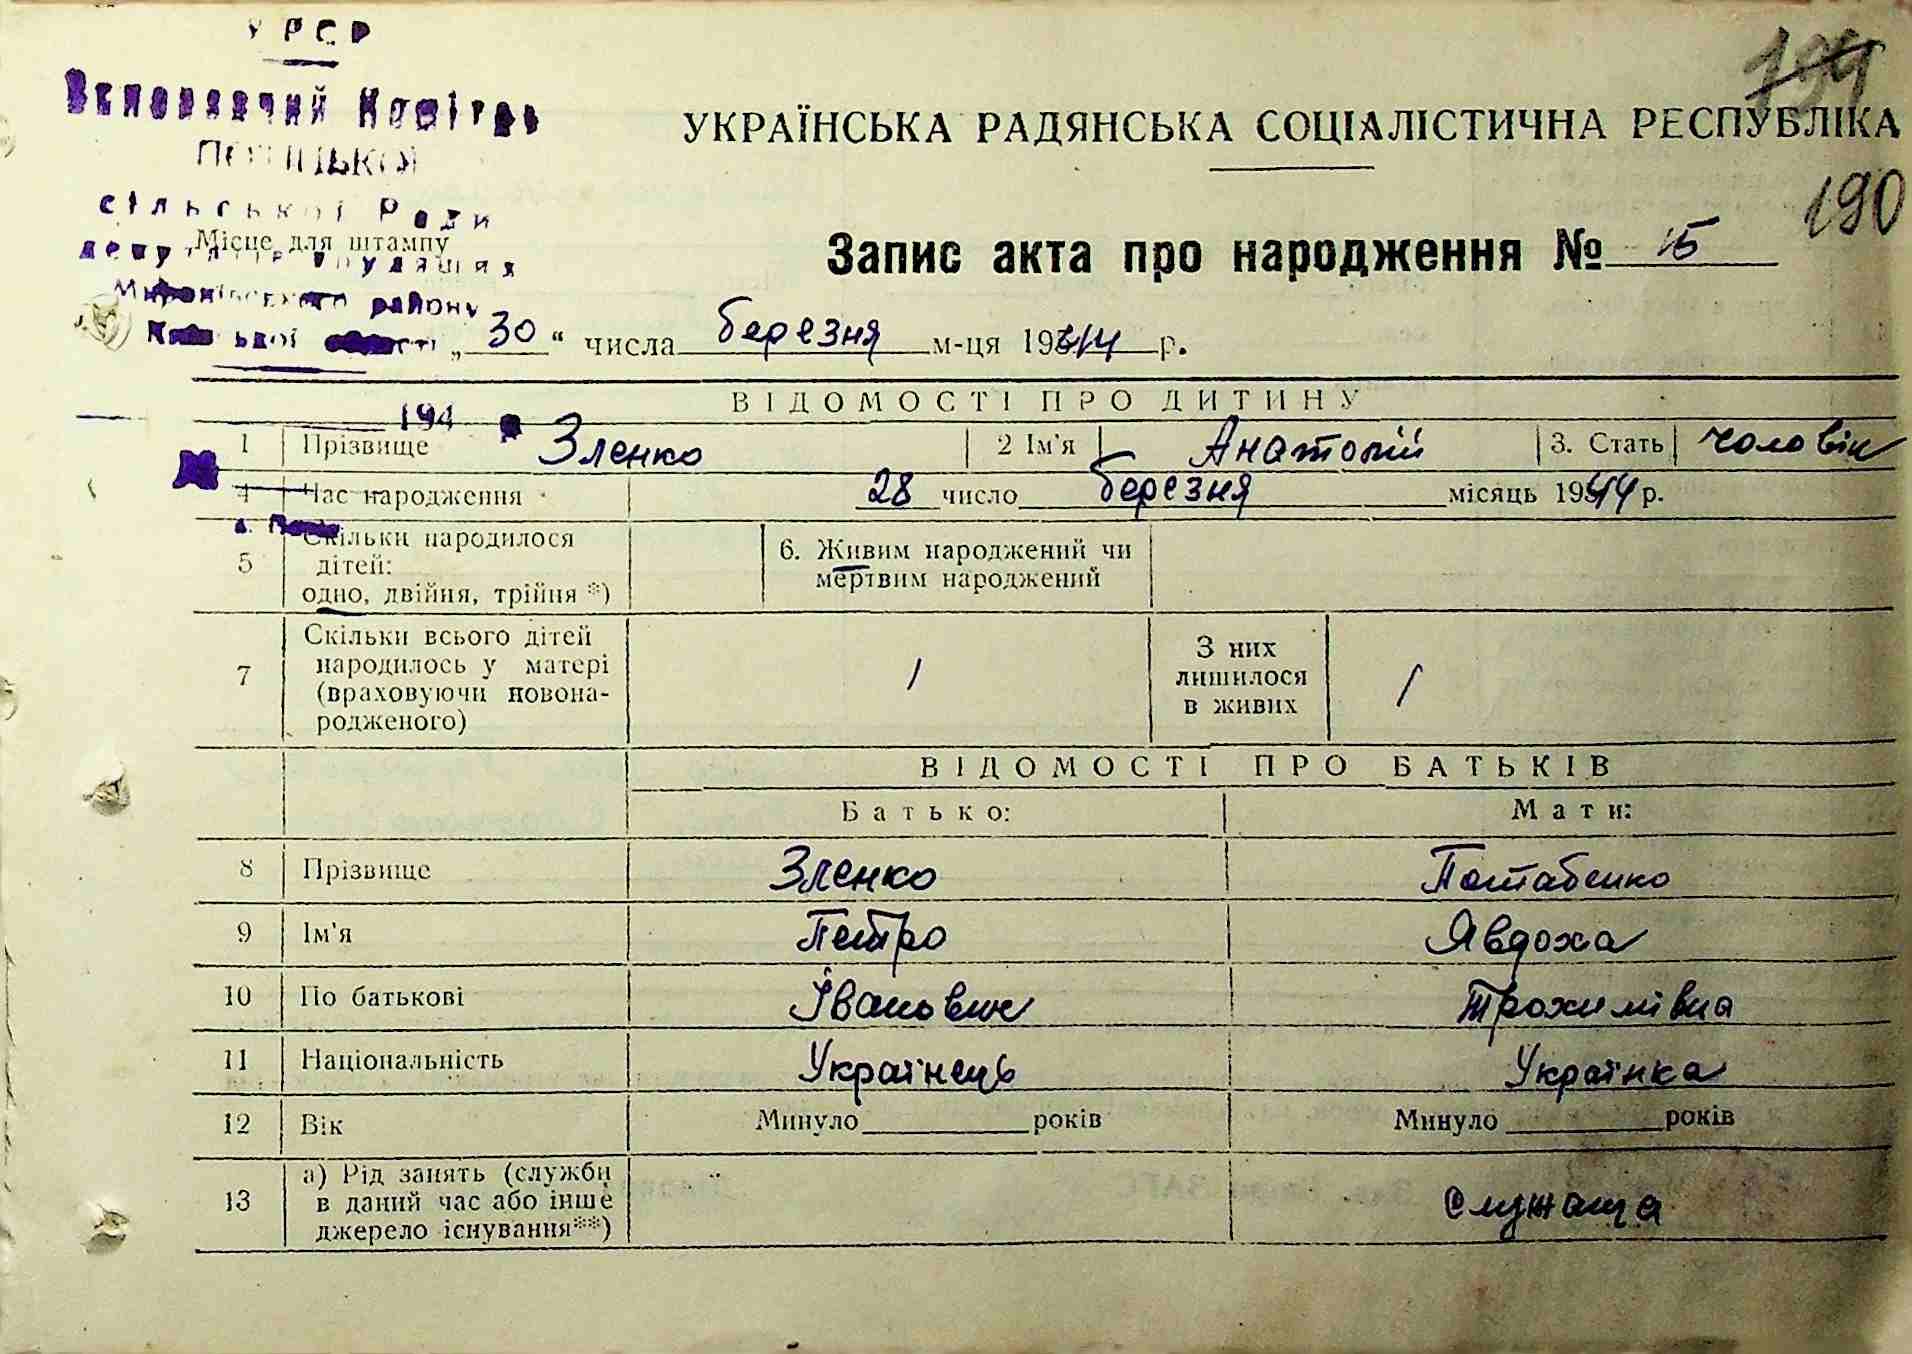 УРСР
Виконавчий Комітет
сільської Ради
Миронівського району
Київської області
194
УКРАЇНСЬКА РАДЯНСЬКА СОЦІАЛІСТИЧНА РЕСПУБЛІКА
190
Місце для штампу
Запис акта про народження № 15
„30“ числа березня м-ця 1944 р.
ВІДОМОСТІ ПРО ДИТИНУ
1 Прізвище Зленко 2 Ім'я Анатолій 3. Стать чоловік
4 Час народження 28 число березня місяць 1944 р.
5 Скільки народилося дітей: одно, двійня, трійня *) 6. Живим народжений чи мертвим народжений
7 Скільки всього дітей народилось у матері (враховуючи новонародженого) 1 З них лишилося в живих 1
ВІДОМОСТІ ПРО БАТЬКІВ
Батько: Мати:
8 Прізвище Зленко Потабенко
9 Ім'я Петро Явдоха
10 По батькові Іванович Трохимівна
11 Національність Українець Українка
12 Вік Минуло років Минуло років
13 а) Рід занять (служби в даний час або інше джерело існування**) служаща